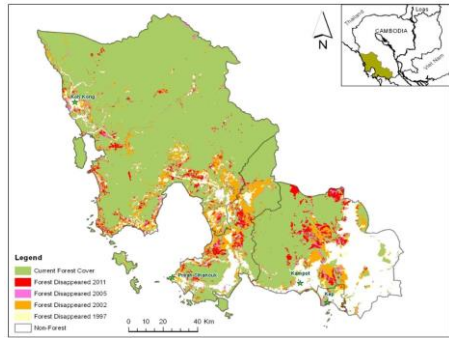 Thailand
Laos
CAMBODIA
Viet Nam
N
Koh Kong
Preah Sihanouk
Kampot
Kep
Legend
Current Forest Cover
Forest Disappeared 2011
Forest Disappeared 2005
Forest Disappeared 2002
Forest Disappeared 1997
Non-Forest
0 10 20 40 Km